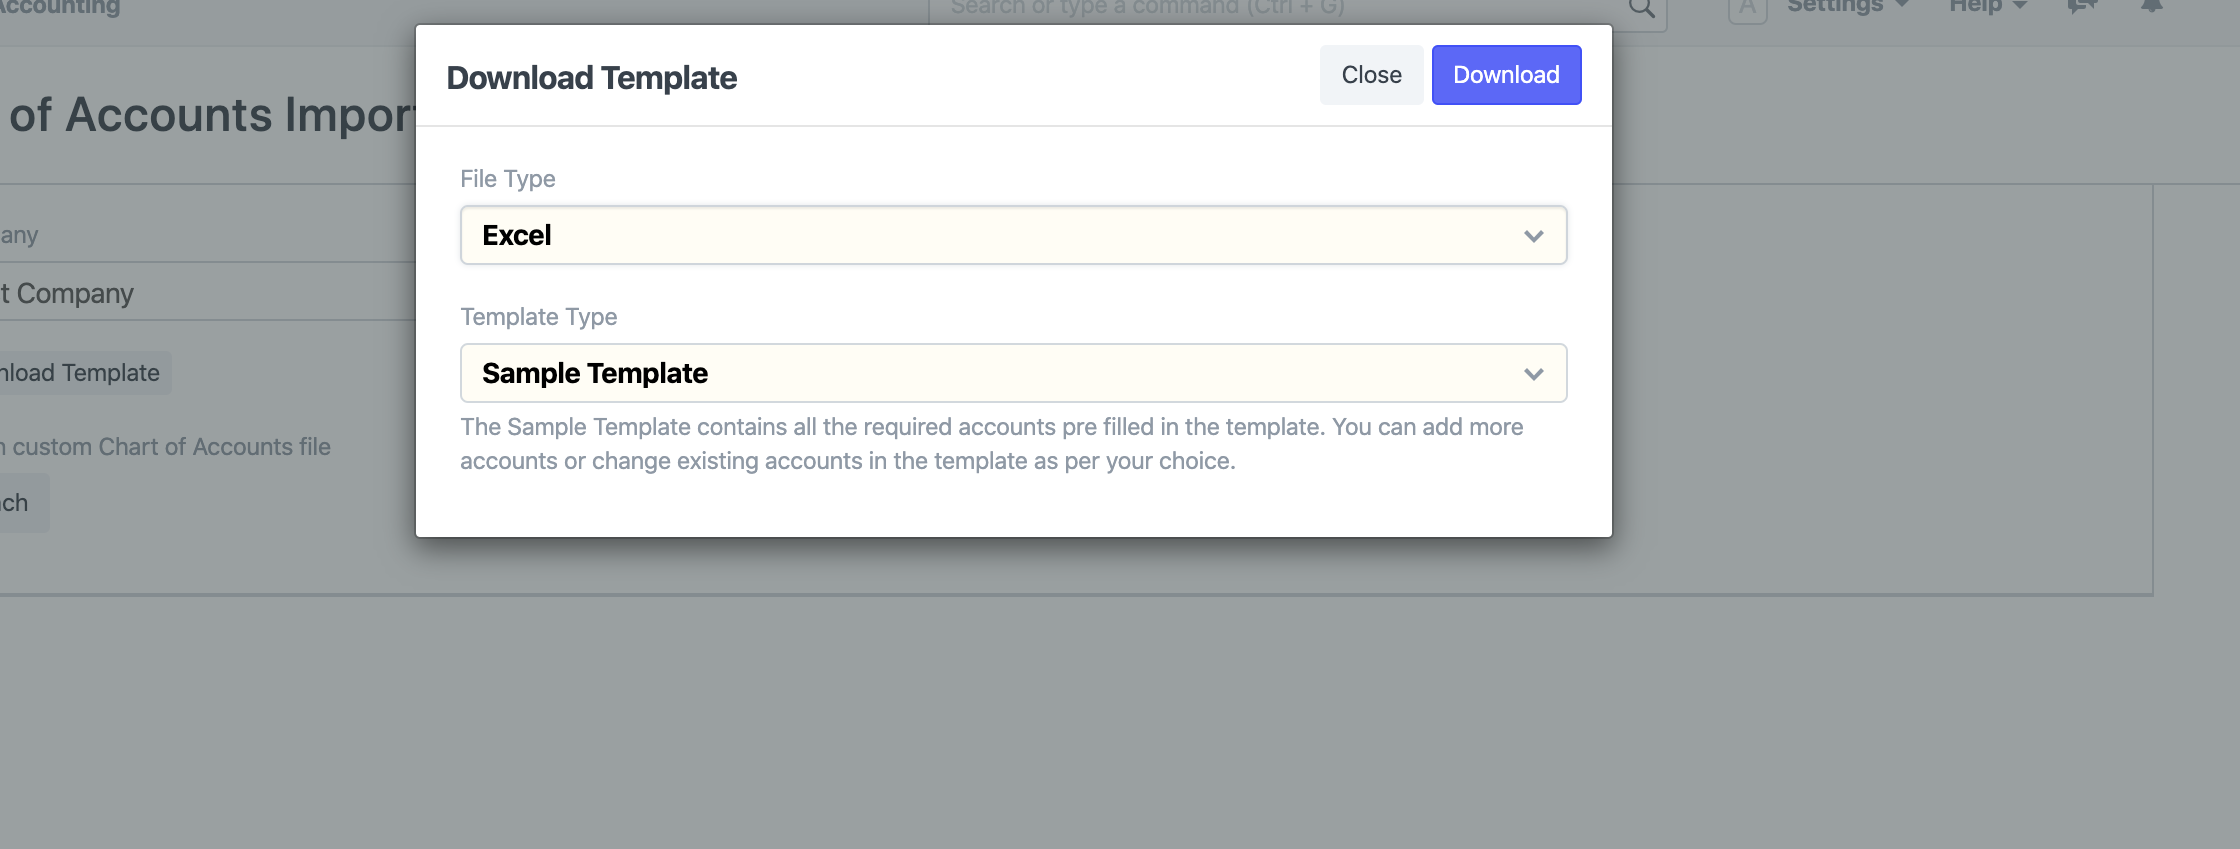 Accounting
Search or type a command (Ctrl + G)
A
Settings
Help
of Accounts Import
Download Template
Close
Download
any
t Company
nload Template
custom Chart of Accounts file
ch
File Type
Excel
Template Type
Sample Template
The Sample Template contains all the required accounts pre filled in the template. You can add more
accounts or change existing accounts in the template as per your choice.